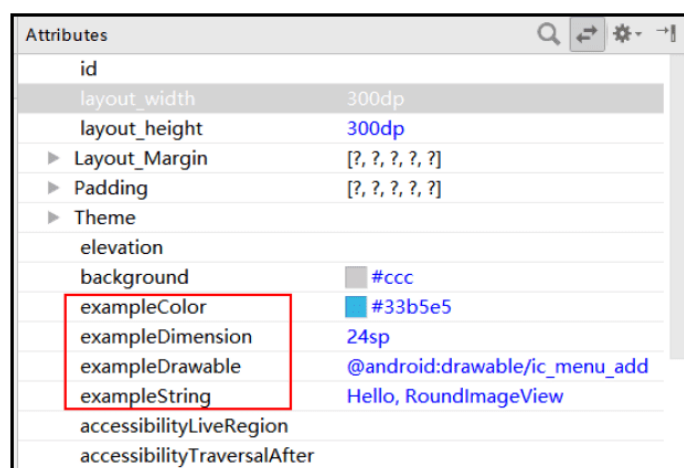 Attributes
id
layout_width 300dp
layout_height 300dp
Layout_Margin [?, ?, ?, ?, ?]
Padding [?, ?, ?, ?, ?]
Theme
elevation
background #ccc
exampleColor #33b5e5
exampleDimension 24sp
exampleDrawable @android:drawable/ic_menu_add
exampleString Hello, RoundImageView
accessibilityLiveRegion
accessibilityTraversalAfter